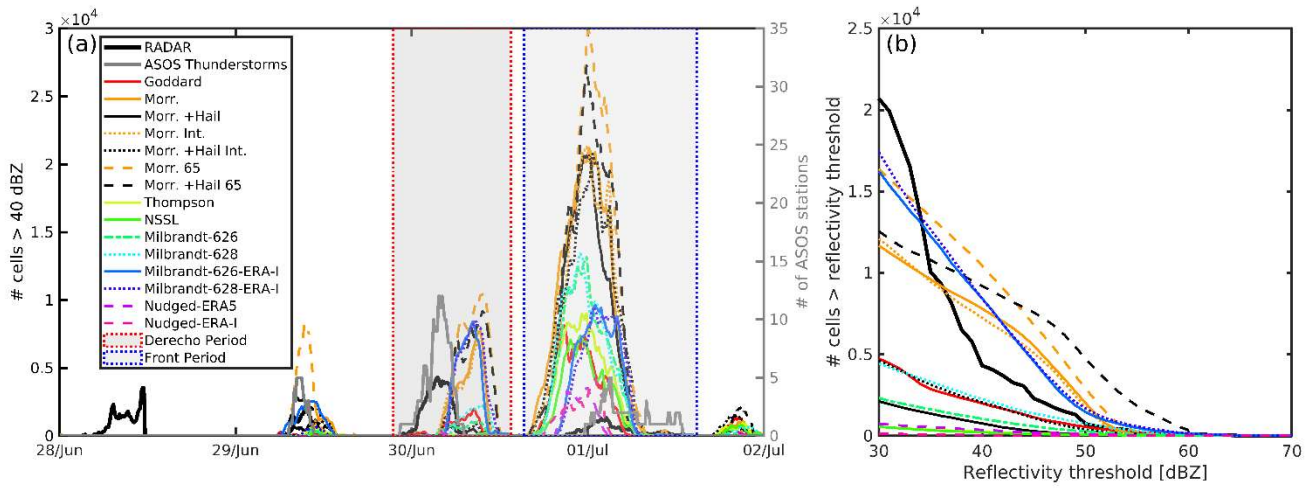 ×10⁴
(a)
3
2.5
2
1.5
1
0.5
0
# cells > 40 dBZ
RADAR
ASOS Thunderstorms
Goddard
Morr.
Morr. +Hail
Morr. Int.
Morr. +Hail Int.
Morr. 65
Morr. +Hail 65
Thompson
NSSL
Milbrandt-626
Milbrandt-628
Milbrandt-626-ERA-I
Milbrandt-628-ERA-I
Nudged-ERA5
Nudged-ERA-I
Derecho Period
Front Period
35
30
25
20
15
10
5
0
# of ASOS stations
28/Jun 29/Jun 30/Jun 01/Jul 02/Jul
×10⁴
(b)
2.5
2
1.5
1
0.5
0
# cells > reflectivity threshold
30 40 50 60 70
Reflectivity threshold [dBZ]